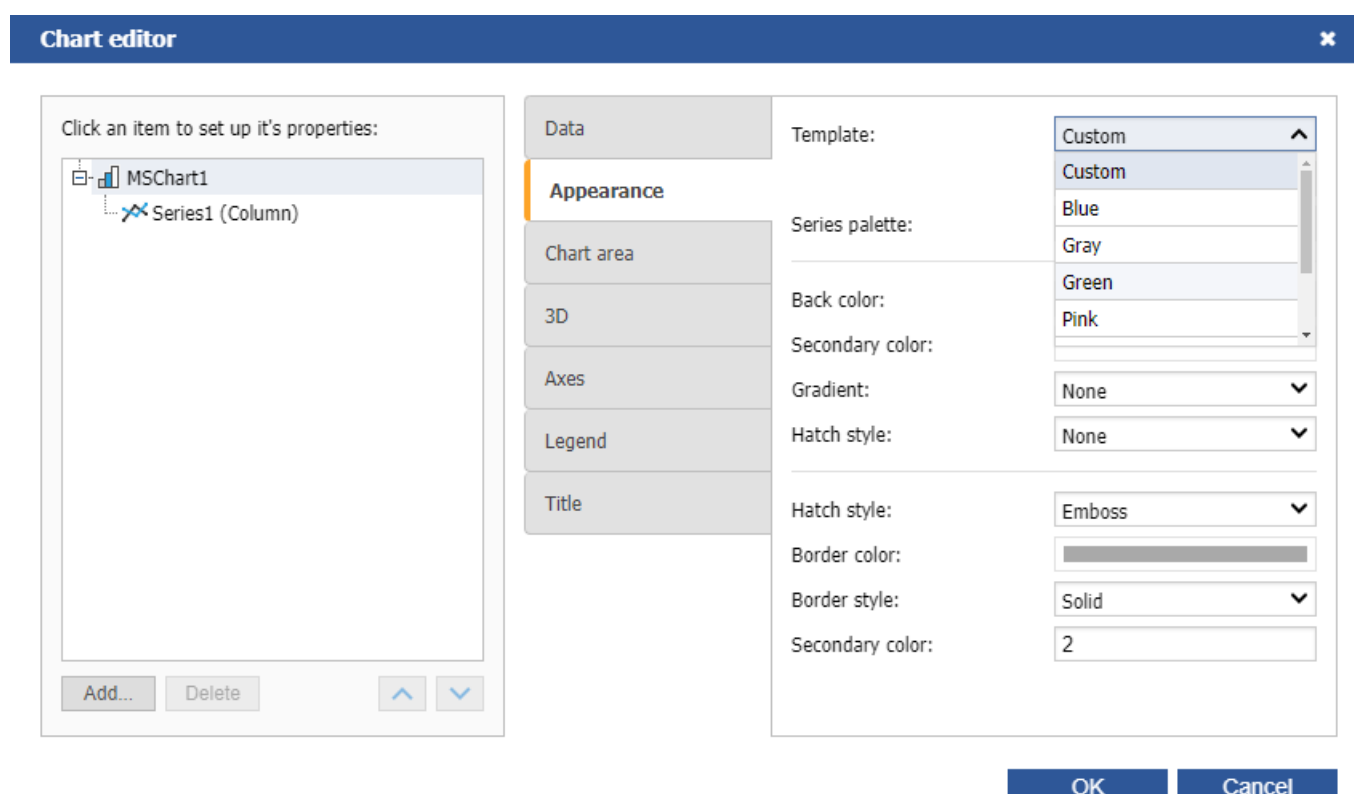 Chart editor
Click an item to set up it's properties:
MSChart1
Series1 (Column)
Add...
Delete
Data
Appearance
Chart area
3D
Axes
Legend
Title
Template:
Custom
Custom
Blue
Gray
Green
Pink
Series palette:
Back color:
Secondary color:
Gradient:
None
Hatch style:
None
Hatch style:
Emboss
Border color:
Border style:
Solid
Secondary color:
2
OK
Cancel